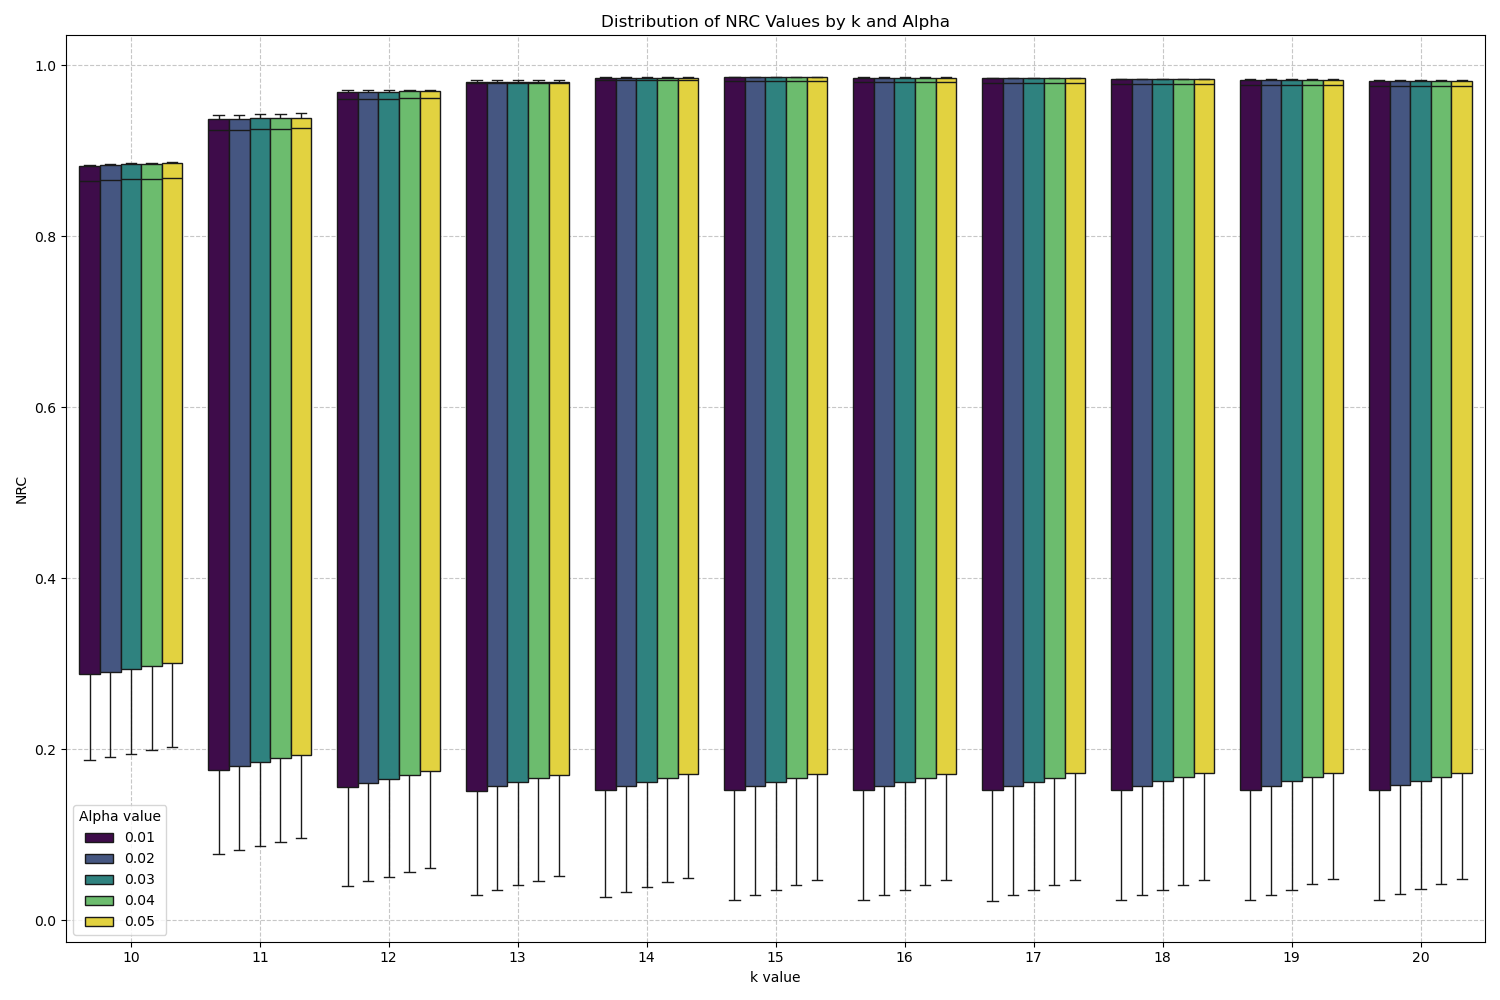 Distribution of NRC Values by k and Alpha
1.0
0.8
0.6
0.4
0.2
0.0
NRC
Alpha value
0.01
0.02
0.03
0.04
0.05
10 11 12 13 14 15 16 17 18 19 20
k value